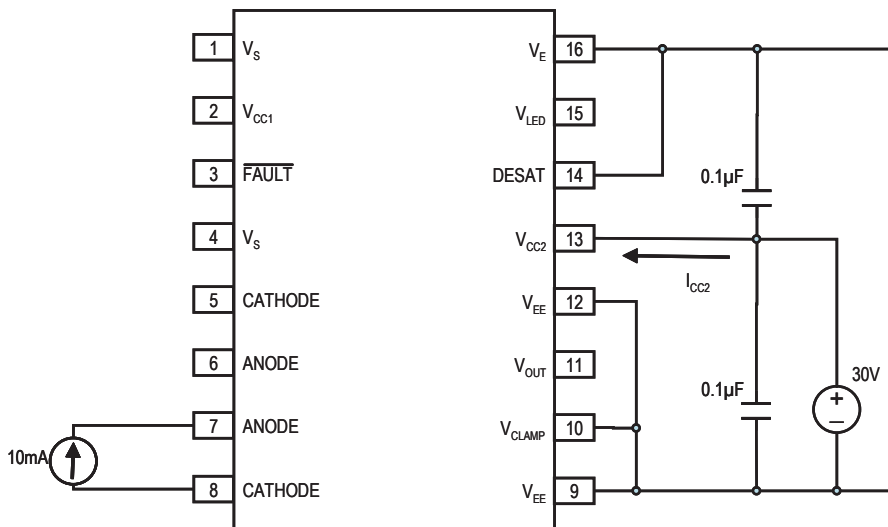 1 V_S
2 V_CC1
3 FAULT
4 V_S
5 CATHODE
6 ANODE
7 ANODE
8 CATHODE
10mA
V_E 16
V_LED 15
DESAT 14
V_CC2 13
V_EE 12
V_OUT 11
V_CLAMP 10
V_EE 9
0.1µF
I_CC2
0.1µF
30V
+
–